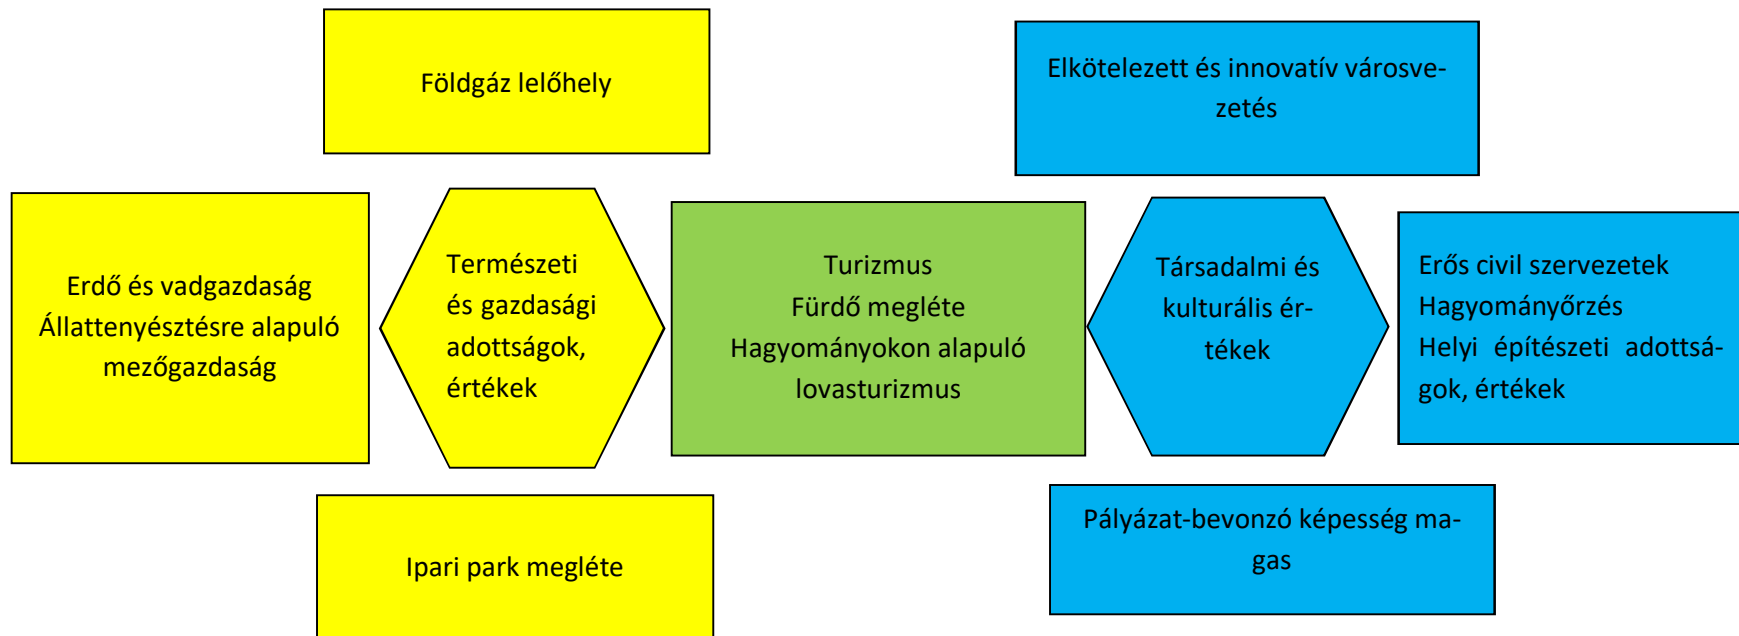 Földgáz lelőhely
Elkötelezett és innovatív városve-
zetés
Erdő és vadgazdaság
Állattenyésztésre alapuló
mezőgazdaság
Természeti
és gazdasági
adottságok,
értékek
Turizmus
Fürdő megléte
Hagyományokon alapuló
lovasturizmus
Társadalmi és
kulturális ér-
tékek
Erős civil szervezetek
Hagyományőrzés
Helyi építészeti adottsá-
gok, értékek
Ipari park megléte
Pályázat-bevonzó képesség ma-
gas